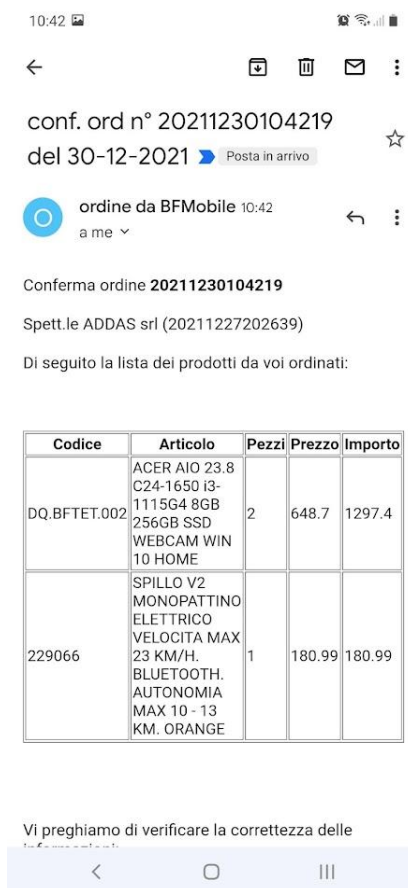 10:42
conf. ord n° 20211230104219
del 30-12-2021 Posta in arrivo
O
ordine da BFMobile 10:42
a me
Conferma ordine 20211230104219
Spett.le ADDAS srl (20211227202639)
Di seguito la lista dei prodotti da voi ordinati:
Codice Articolo Pezzi Prezzo Importo
ACER AIO 23.8
C24-1650 i3-
1115G4 8GB
DQ.BFTET.002 256GB SSD 2 648.7 1297.4
WEBCAM WIN
10 HOME
SPILLO V2
MONOPATTINO
ELETTRICO
VELOCITA MAX
229066 23 KM/H. 1 180.99 180.99
BLUETOOTH.
AUTONOMIA
MAX 10 - 13
KM. ORANGE
Vi preghiamo di verificare la correttezza delle